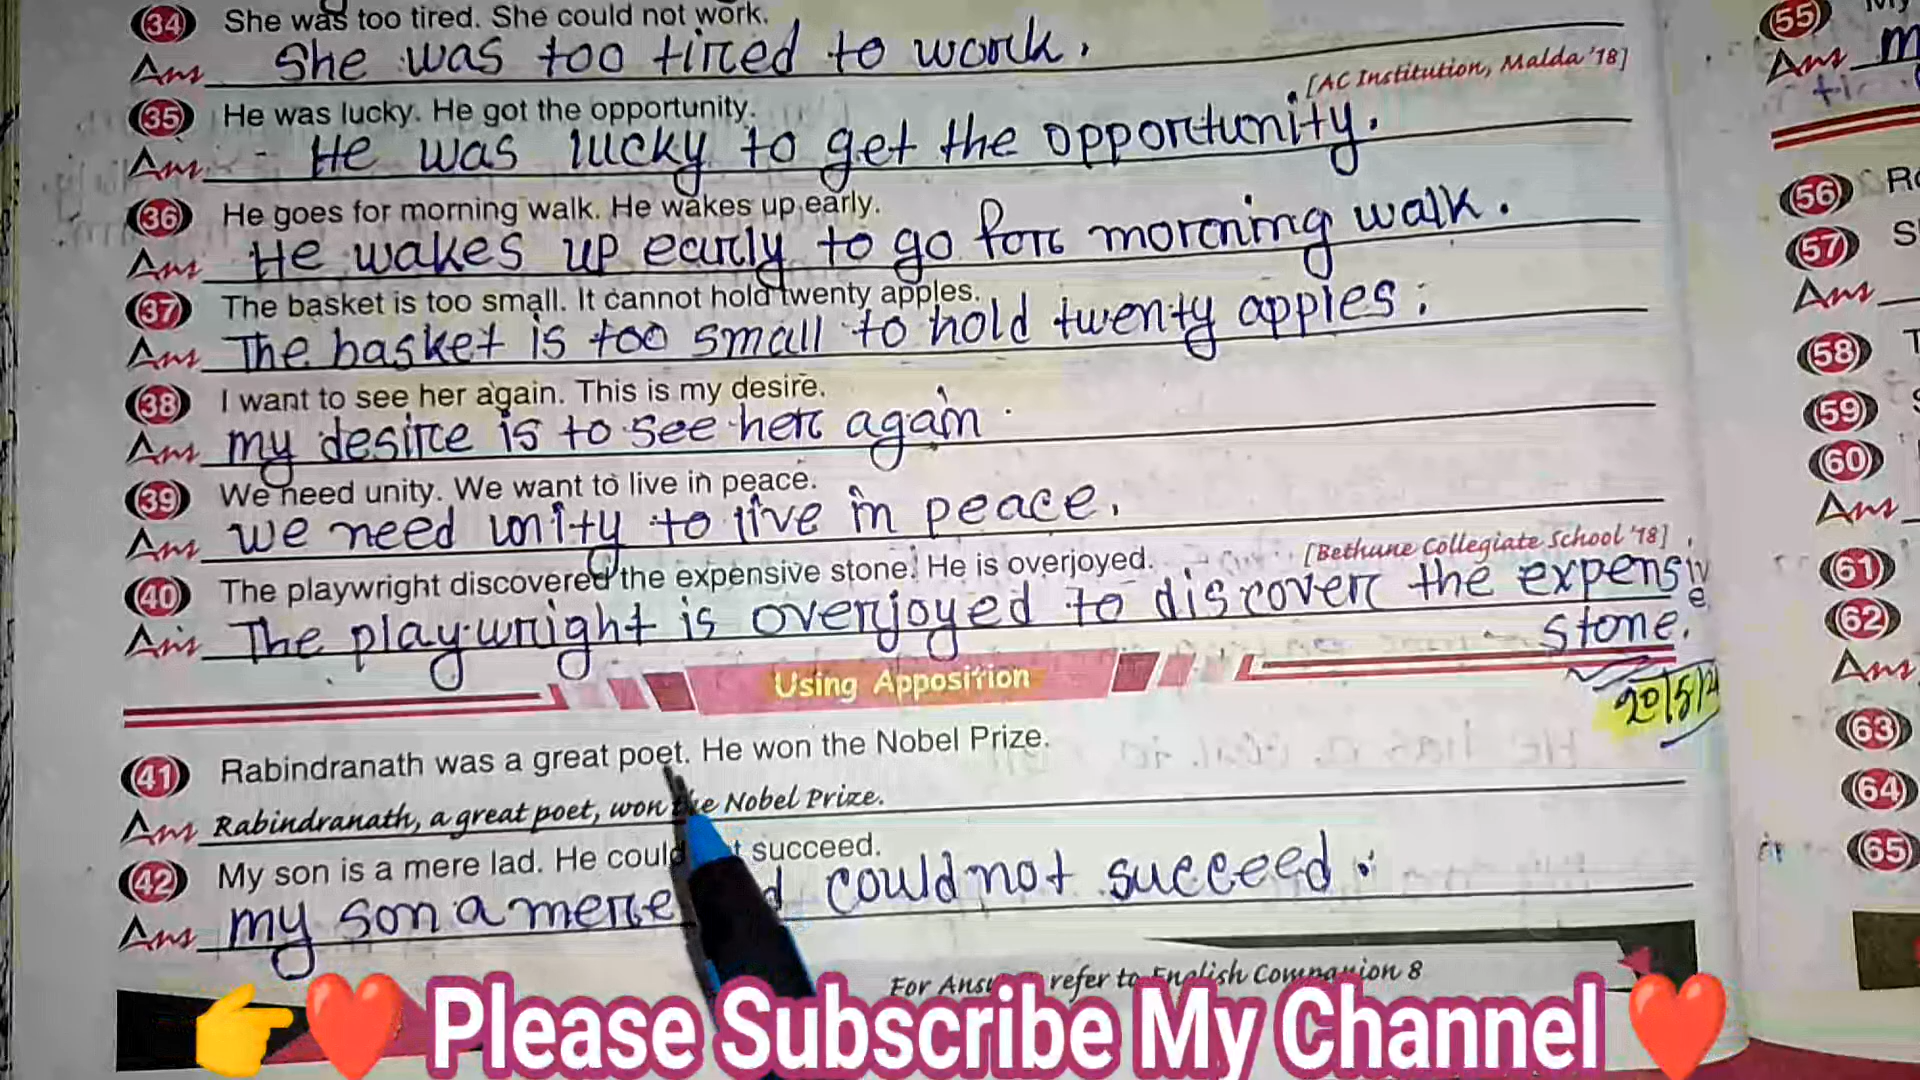 34 She was too tired. She could not work.
Ans She was too tired to work.
[AC Institution, Malda '18]
35 He was lucky. He got the opportunity.
Ans He was lucky to get the opportunity.
36 He goes for morning walk. He wakes up early.
Ans He wakes up early to go for morning walk.
37 The basket is too small. It cannot hold twenty apples.
Ans The basket is too small to hold twenty apples.
38 I want to see her again. This is my desire.
Ans my desire is to see her again
39 We need unity. We want to live in peace.
Ans we need unity to live in peace.
[Bethune Collegiate School '18]
40 The playwright discovered the expensive stone. He is overjoyed.
Ans The playwright is overjoyed to discover the expensive
stone.
Using Apposition
20/5/2
41 Rabindranath was a great poet. He won the Nobel Prize.
Ans Rabindranath, a great poet, won the Nobel Prize.
42 My son is a mere lad. He could succeed.
Ans my son a mere could not succeed.
For refer to English Companion 8
👉❤️ Please Subscribe My Channel ❤️
55
Ans
56
57
Ans
58
59
60
Ans
61
62
Ans
63
64
65